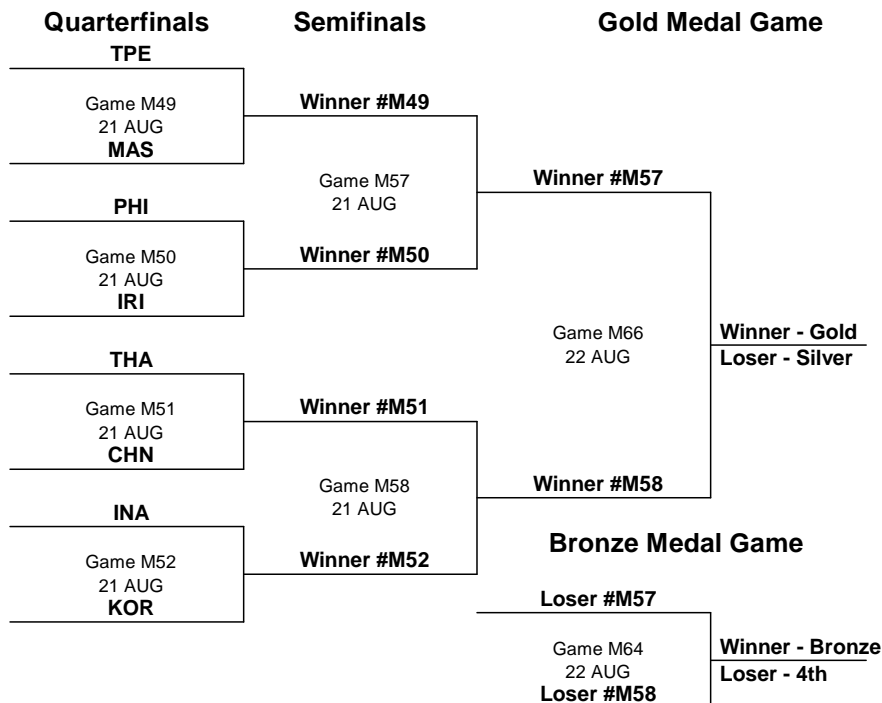 Quarterfinals Semifinals Gold Medal Game
TPE
Game M49
21 AUG
MAS
Winner #M49
Game M57
21 AUG
PHI
Game M50
21 AUG
IRI
Winner #M50
Winner #M57
Game M66
22 AUG
Winner - Gold
Loser - Silver
THA
Game M51
21 AUG
CHN
Winner #M51
Game M58
21 AUG
INA
Game M52
21 AUG
KOR
Winner #M52
Winner #M58
Bronze Medal Game
Loser #M57
Game M64
22 AUG
Loser #M58
Winner - Bronze
Loser - 4th